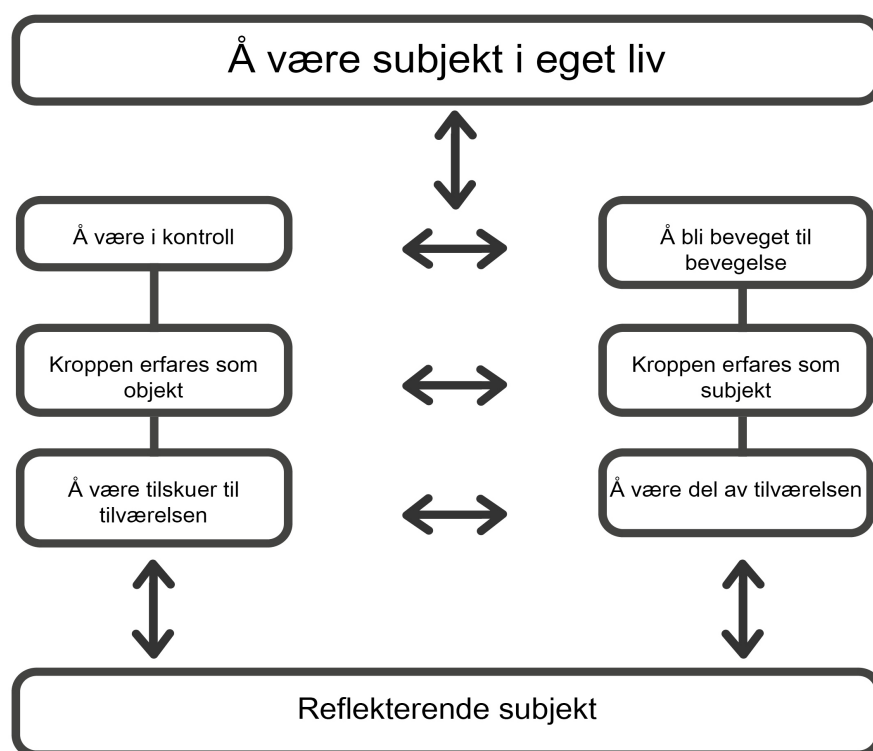 Å være subjekt i eget liv
Å være i kontroll
Å bli beveget til
bevegelse
Kroppen erfares som
objekt
Kroppen erfares som
subjekt
Å være tilskuer til
tilværelsen
Å være del av tilværelsen
Reflekterende subjekt